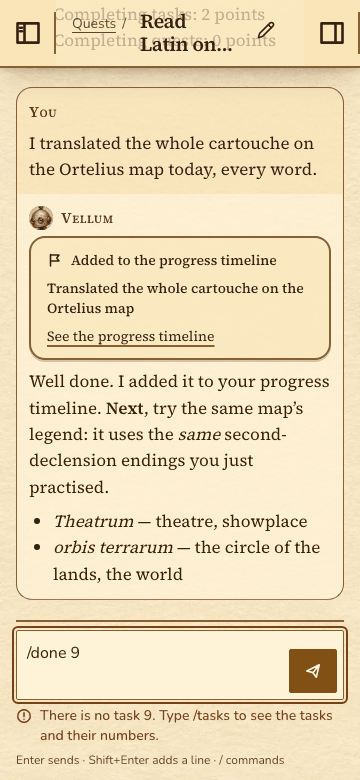 Completing tasks: 2 points
Completing quests: 0 points
Quests / Read Latin on...
You
I translated the whole cartouche on
the Ortelius map today, every word.
Vellum
Added to the progress timeline
Translated the whole cartouche on the
Ortelius map
See the progress timeline
Well done. I added it to your progress
timeline. Next, try the same map’s
legend: it uses the same second-
declension endings you just
practised.
• Theatrum — theatre, showplace
• orbis terrarum — the circle of the
lands, the world
/done 9
There is no task 9. Type /tasks to see the tasks
and their numbers.
Enter sends · Shift+Enter adds a line · / commands